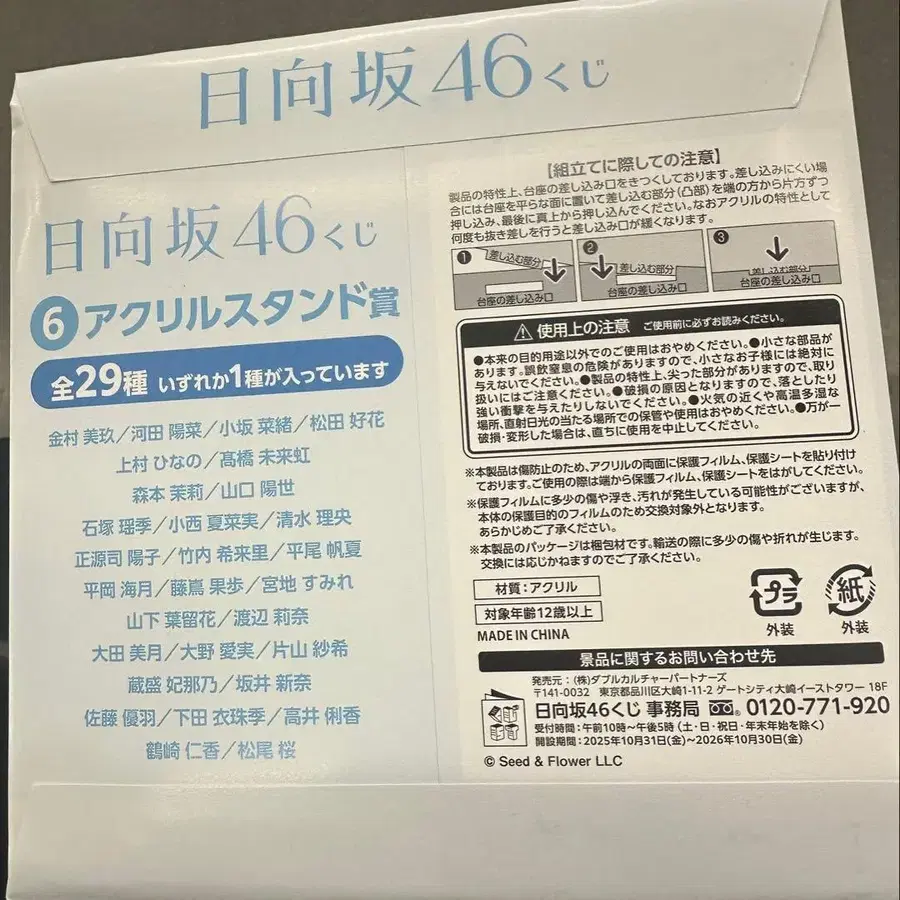 日向坂46くじ
日向坂46くじ
⑥アクリルスタンド賞
全29種 いずれか1種が入っています
金村 美玖／河田 陽菜／小坂 菜緒／松田 好花
上村 ひなの／髙橋 未来虹
森本 茉莉／山口 陽世
石塚 瑶季／小西 夏菜実／清水 理央
正源司 陽子／竹内 希来里／平尾 帆夏
平岡 海月／藤嶌 果歩／宮地 すみれ
山下 葉留花／渡辺 莉奈
大田 美月／大野 愛実／片山 紗希
蔵盛 妃那乃／坂井 新奈
佐藤 優羽／下田 衣珠季／高井 俐香
鶴崎 仁香／松尾 桜
【組立てに際しての注意】
製品の特性上、台座の差し込み口をきつくしております。差し込みにくい場
合には台座を平らな面に置いて差し込む部分(凸部)を端の方から片方ずつ
押し込み、最後に真上から押し込んでください。なおアクリルの特性として
何度も抜き差しを行うと差し込み口が緩くなります。
❶ 差し込む部分
台座の差し込み口
❷ 差し込む部分
台座の差し込み口
❸ 差し込む部分
台座の差し込み口
⚠ 使用上の注意 ご使用前に必ずお読みください。
●本来の目的用途以外でのご使用はおやめください。●小さな部品が
あります。誤飲窒息の危険がありますので、小さなお子様には絶対に
与えないでください。●製品の特性上、尖った部分がありますので、取り
扱いにはご注意ください。●破損の原因となりますので、落としたり
強い衝撃を与えたりしないでください。●火気の近くや高温多湿な
場所、直射日光の当たる場所での保管や使用はおやめください。●万が一
破損・変形した場合は、直ちに使用を中止してください。
※本製品は傷防止のため、アクリルの両面に保護フィルム、保護シートを貼り付け
ております。ご使用の際は端から保護フィルム、保護シートをはがしてください。
※保護フィルムに多少の傷や浮き、汚れが発生している可能性がございますが、
本体の保護目的のフィルムのため交換対象外となります。
あらかじめご了承ください。
※本製品のパッケージは梱包材です。輸送の際に多少の傷や折れが生じます。
交換には応じかねますのでご了承ください。
材質：アクリル
対象年齢12歳以上
MADE IN CHINA
プラ
外装
紙
外装
景品に関するお問い合わせ先
発売元：(株)ダブルカルチャーパートナーズ
〒141-0032 東京都品川区大崎1-11-2 ゲートシティ大崎イーストタワー 18F
日向坂46くじ 事務局 0120-771-920
受付時間：午前10時〜午後5時 (土・日・祝日・年末年始を除く)
開設期間：2025年10月31日(金)〜2026年10月30日(金)
© Seed & Flower LLC